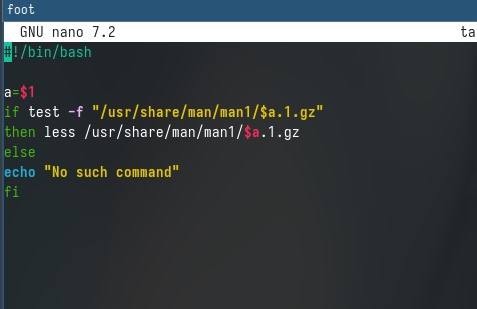 foot
GNU nano 7.2 ta
#!/bin/bash
a=$1
if test -f "/usr/share/man/man1/$a.1.gz"
then less /usr/share/man/man1/$a.1.gz
else
echo "No such command"
fi